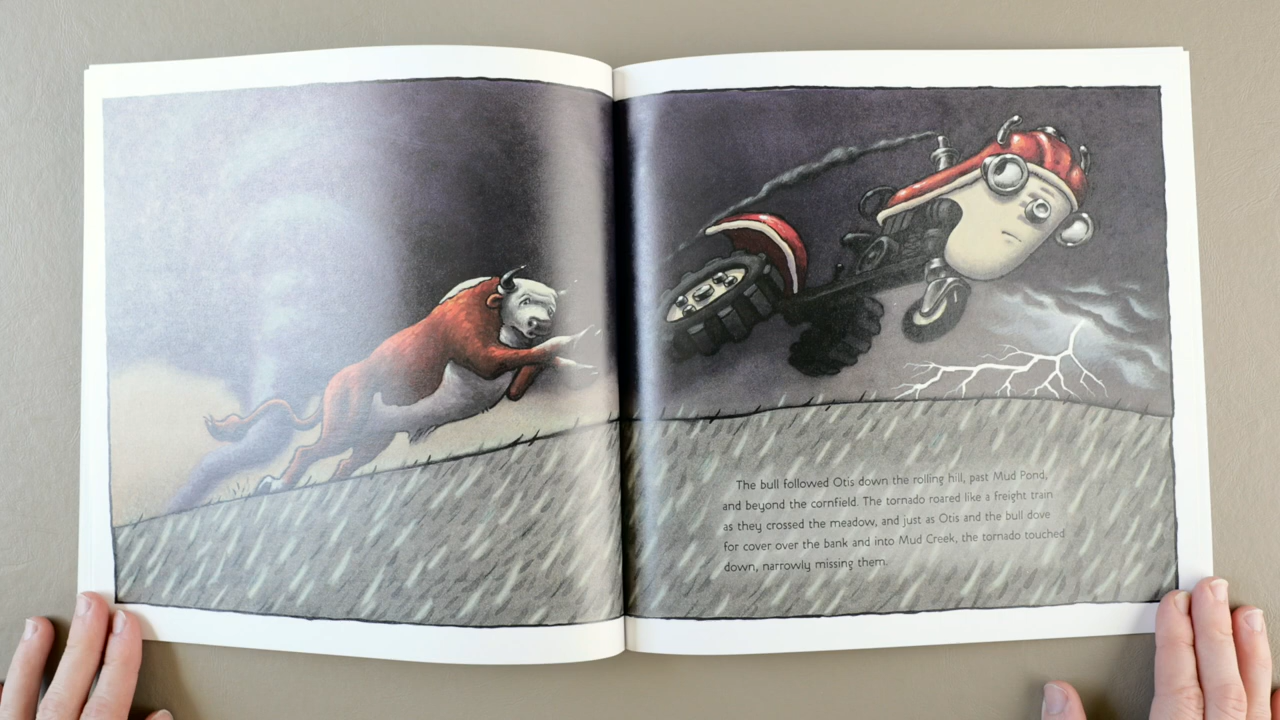 The bull followed Otis down the rolling hill, past Mud Pond,
and beyond the cornfield. The tornado roared like a freight train
as they crossed the meadow, and just as Otis and the bull dove
for cover over the bank and into Mud Creek, the tornado touched
down, narrowly missing them.